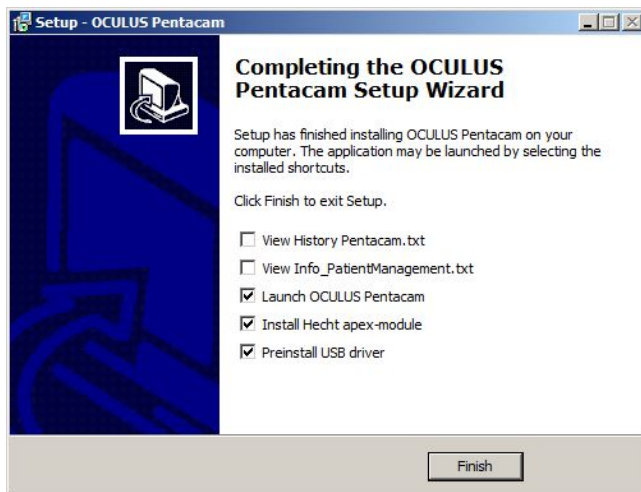 Setup - OCULUS Pentacam
Completing the OCULUS
Pentacam Setup Wizard
Setup has finished installing OCULUS Pentacam on your
computer. The application may be launched by selecting the
installed shortcuts.
Click Finish to exit Setup.
View History Pentacam.txt
View Info_PatientManagement.txt
Launch OCULUS Pentacam
Install Hecht apex-module
Preinstall USB driver
Finish